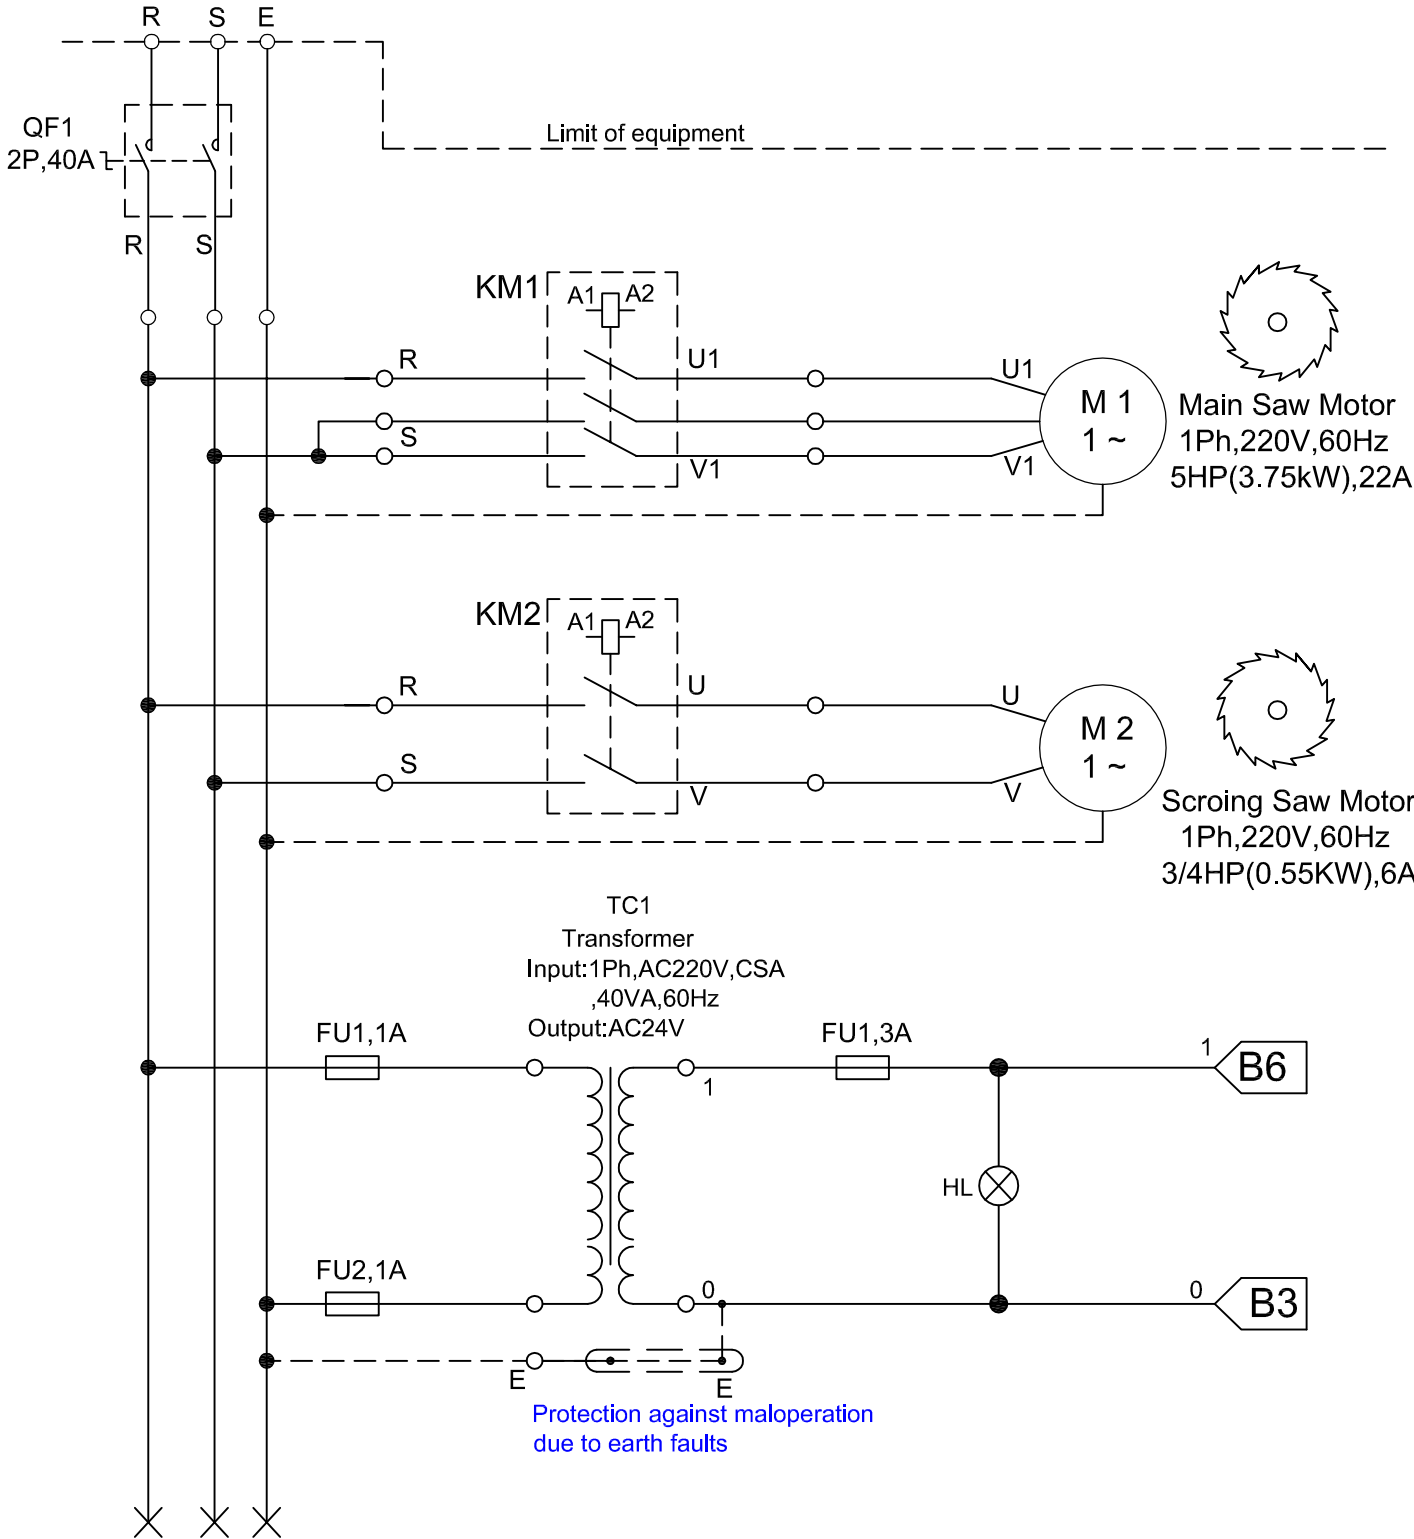 R S E
QF1
2P,40A
Limit of equipment
R S
KM1
A1 A2
R U1 U1
S V1 V1
M 1
1 ~
Main Saw Motor
1Ph,220V,60Hz
5HP(3.75kW),22A
KM2
A1 A2
R U U
S V V
M 2
1 ~
Scroing Saw Motor
1Ph,220V,60Hz
3/4HP(0.55KW),6A
TC1
Transformer
Input:1Ph,AC220V,CSA
,40VA,60Hz
Output:AC24V
FU1,1A
FU1,3A
1
1
B6
HL
FU2,1A
0
0
B3
E
E
Protection against maloperation
due to earth faults